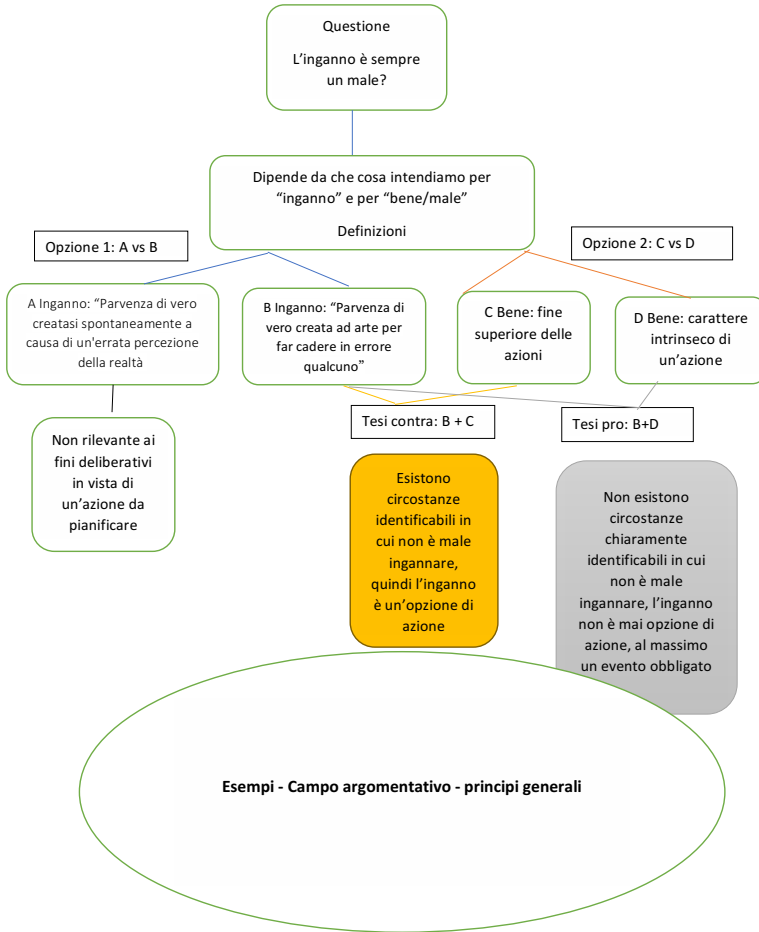 Questione
L'inganno è sempre
un male?
Dipende da che cosa intendiamo per
“inganno” e per “bene/male”
Definizioni
Opzione 1: A vs B
Opzione 2: C vs D
A Inganno: “Parvenza di vero
creatasi spontaneamente a
causa di un'errata percezione
della realtà
B Inganno: “Parvenza di
vero creata ad arte per
far cadere in errore
qualcuno”
C Bene: fine
superiore delle
azioni
D Bene: carattere
intrinseco di
un’azione
Non rilevante ai
fini deliberativi
in vista di
un’azione da
pianificare
Tesi contra: B + C
Tesi pro: B+D
Esistono
circostanze
identificabili in
cui non è male
ingannare,
quindi l’inganno
è un’opzione di
azione
Non esistono
circostanze
chiaramente
identificabili in cui
non è male
ingannare, l’inganno
non è mai opzione di
azione, al massimo
un evento obbligato
Esempi - Campo argomentativo - principi generali